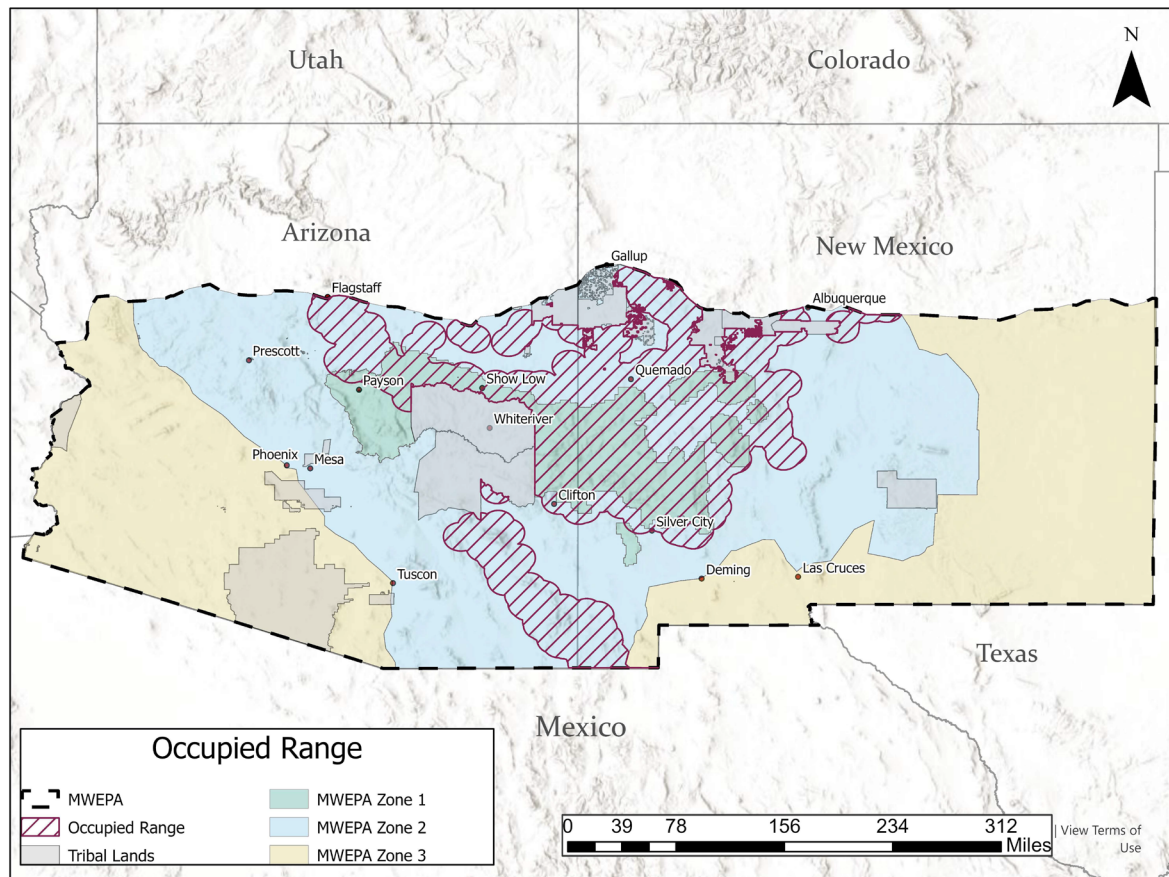 Utah
Colorado
N
Arizona
New Mexico
Gallup
Flagstaff
Albuquerque
Prescott
Payson
Show Low
Quemado
Whiteriver
Phoenix
Mesa
Clifton
Silver City
Tuscon
Deming
Las Cruces
Texas
Mexico
Occupied Range
MWEPA
Occupied Range
Tribal Lands
MWEPA Zone 1
MWEPA Zone 2
MWEPA Zone 3
0 39 78 156 234 312
Miles
View Terms of
Use